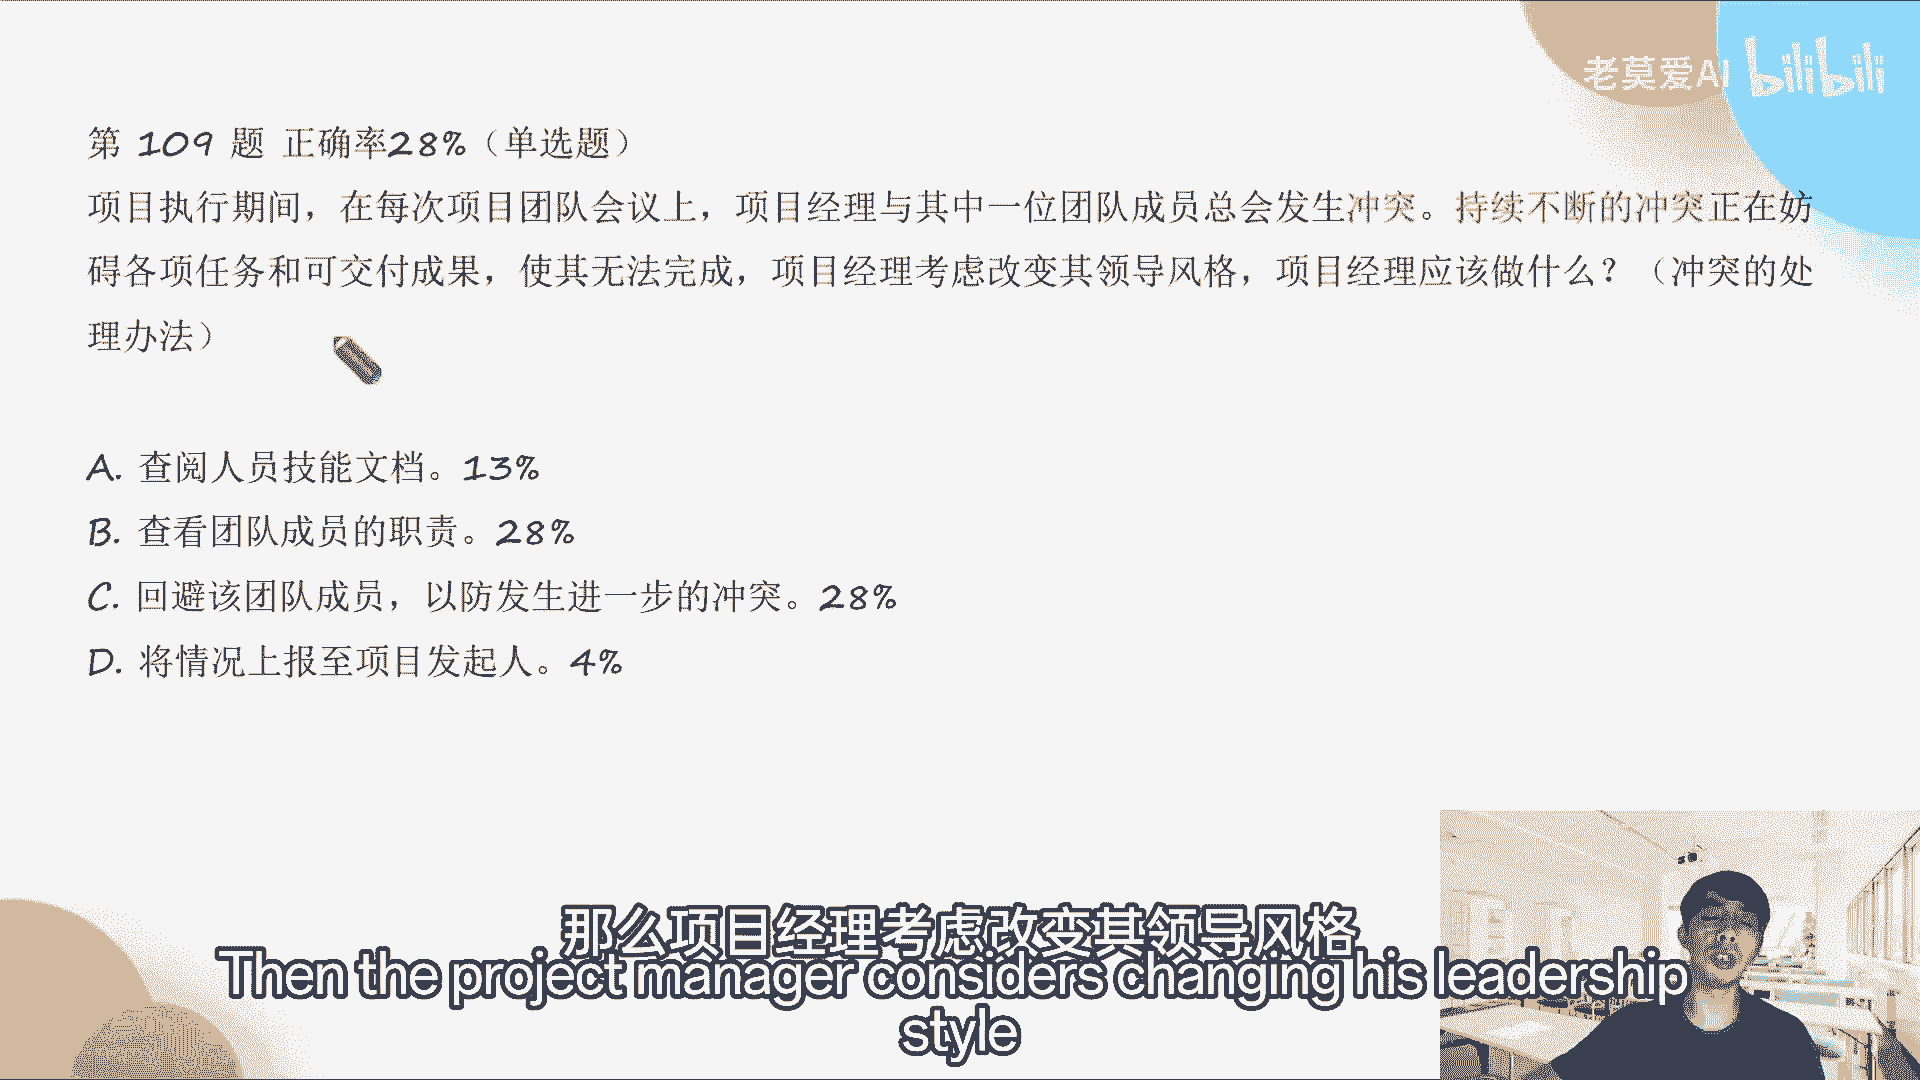 老莫爱AI bilibili
第 109 题 正确率28%（单选题）
项目执行期间，在每次项目团队会议上，项目经理与其中一位团队成员总会发生冲突。持续不断的冲突正在妨
碍各项任务和可交付成果，使其无法完成，项目经理考虑改变其领导风格，项目经理应该做什么？（冲突的处
理办法）
A. 查阅人员技能文档。13%
B. 查看团队成员的职责。28%
C. 回避该团队成员，以防发生进一步的冲突。28%
D. 将情况上报至项目发起人。4%
那么项目经理考虑改变其领导风格
Then the project manager considers changing his leadership
style